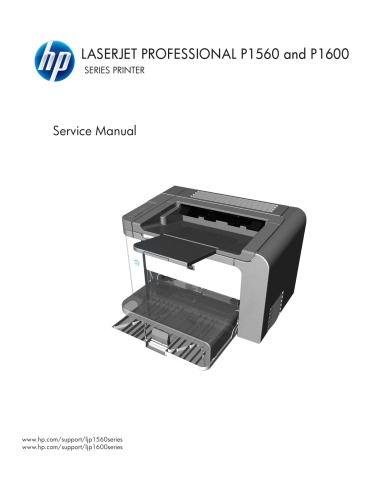 hp
LASERJET PROFESSIONAL P1560 and P1600
SERIES PRINTER
Service Manual
www.hp.com/support/ljp1560series
www.hp.com/support/ljp1600series